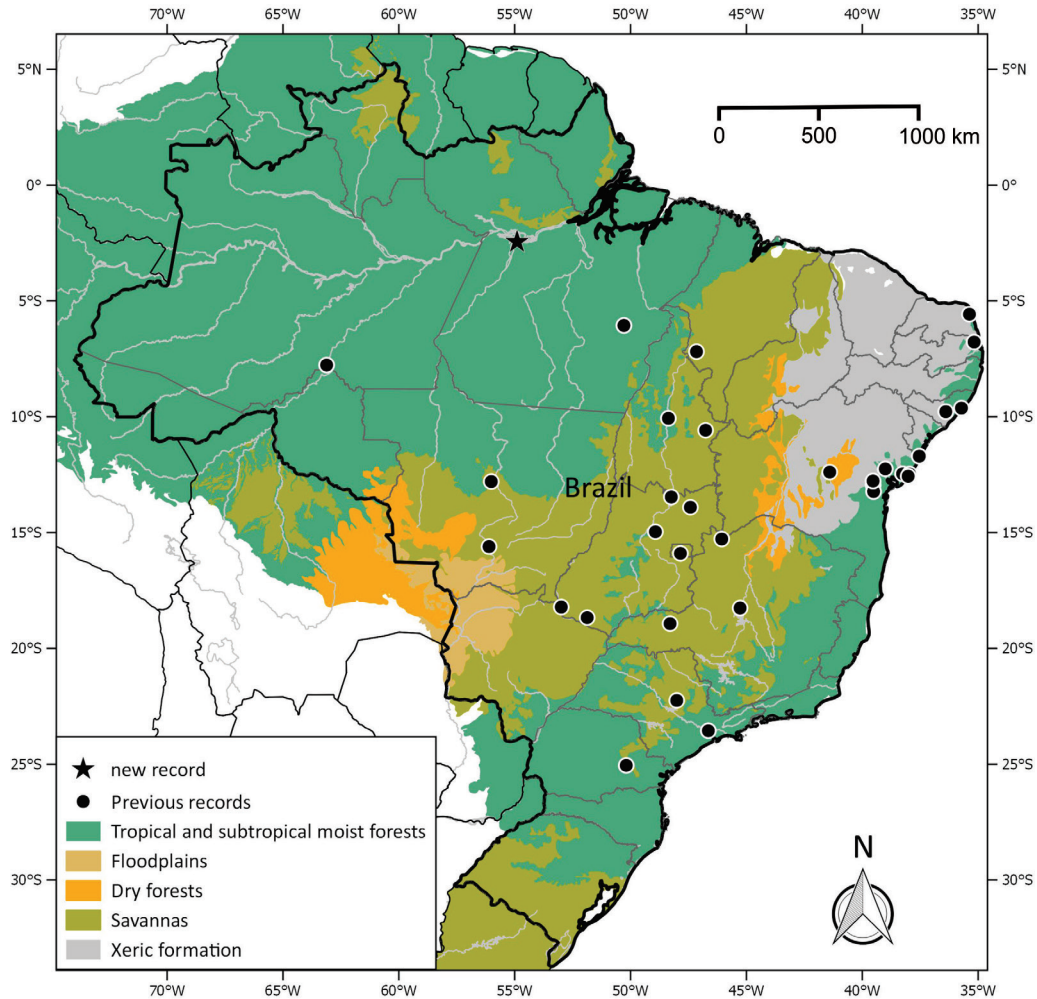 70°W 65°W 60°W 55°W 50°W 45°W 40°W 35°W
5°N 5°N
0 500 1000 km
0° 0°
5°S 5°S
10°S 10°S
Brazil
15°S 15°S
20°S 20°S
25°S 25°S
30°S 30°S
new record
Previous records
Tropical and subtropical moist forests
Floodplains
Dry forests
Savannas
Xeric formation
N
70°W 65°W 60°W 55°W 50°W 45°W 40°W 35°W